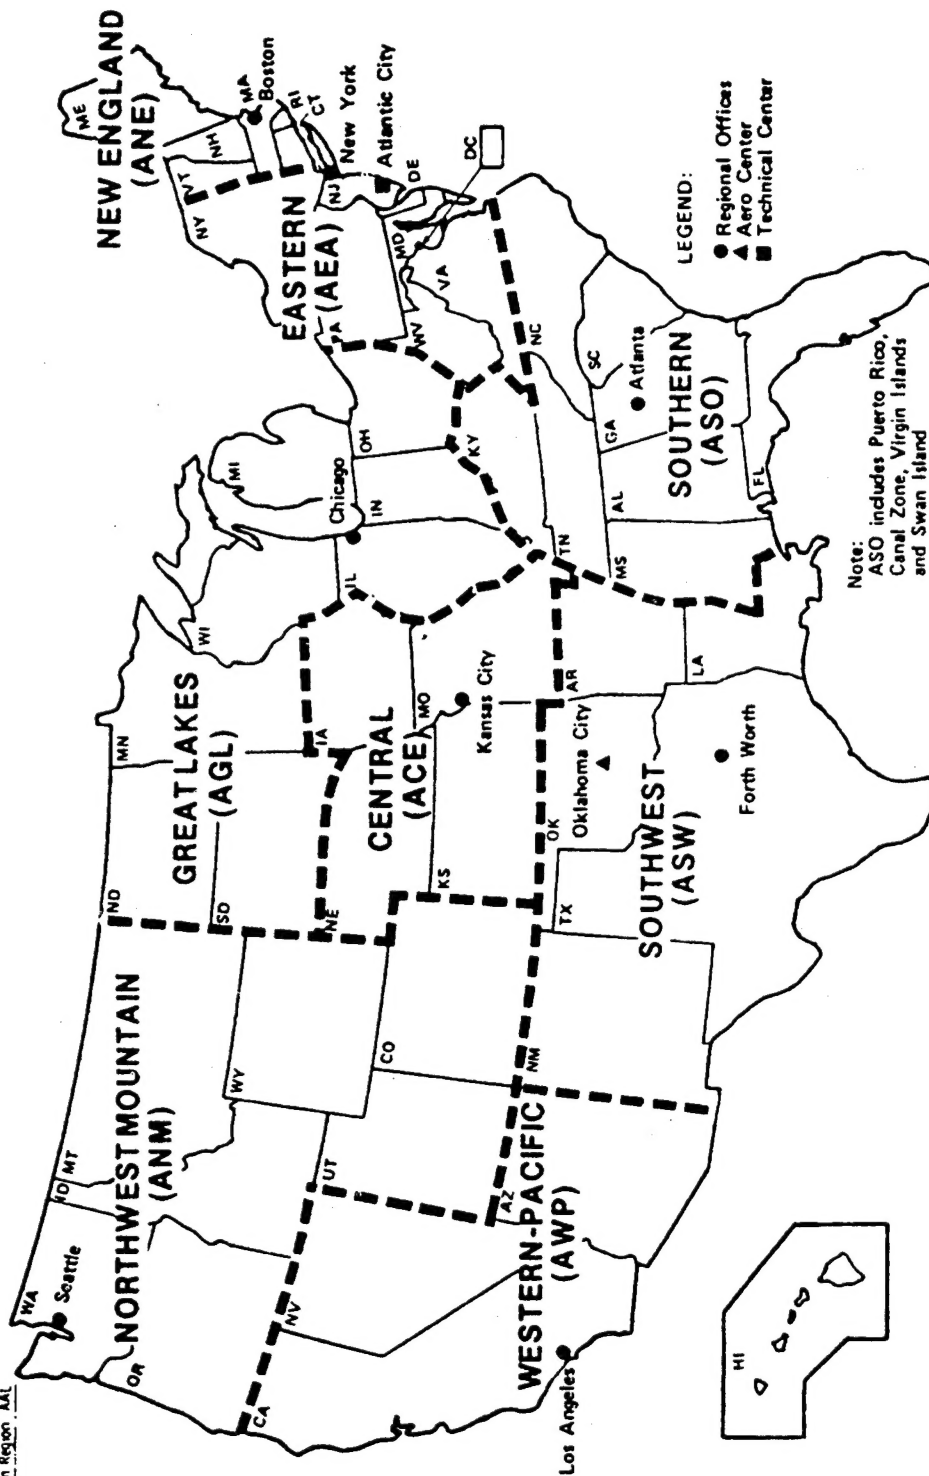 n Region AAL
WA
Seattle
ID
MT
NORTHWEST MOUNTAIN
(ANM)
OR
WY
ND
MN
SD
GREAT LAKES
(AGL)
WI
MI
NE
IA
IL
Chicago
IN
OH
CENTRAL
(ACE)
MO
Kansas City
KS
KY
NEW ENGLAND
(ANE)
ME
VT
NH
MA
Boston
RI
CT
NY
EASTERN
(AEA)
PA
NJ
New York
Atlantic City
DE
MD
DC
WV
VA
CA
NV
UT
CO
WESTERN-PACIFIC
(AWP)
Los Angeles
AZ
NM
HI
TX
OK
Oklahoma City
AR
SOUTHWEST
(ASW)
Forth Worth
LA
TN
MS
AL
GA
SC
NC
Atlanta
SOUTHERN
(ASO)
FL
LEGEND:
Regional Offices
Aero Center
Technical Center
Note:
ASO includes Puerto Rico,
Canal Zone, Virgin Islands
and Swan Island